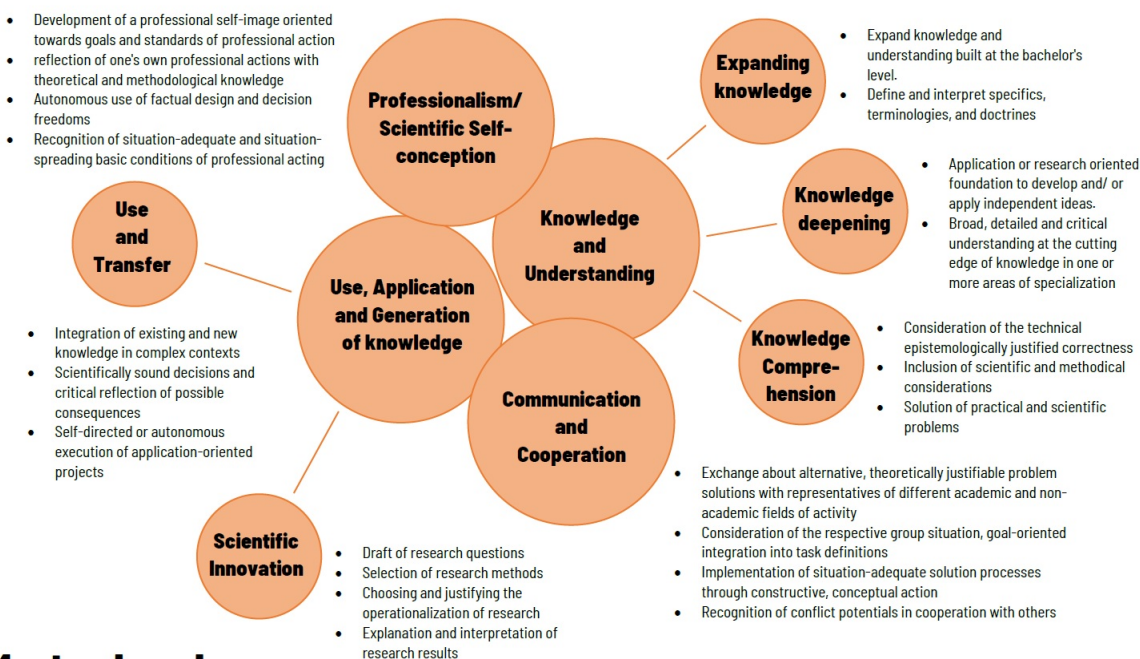 • Development of a professional self-image oriented
towards goals and standards of professional action
• reflection of one's own professional actions with
theoretical and methodological knowledge
• Autonomous use of factual design and decision
freedoms
• Recognition of situation-adequate and situation-
spreading basic conditions of professional acting
Professionalism/
Scientific Self-
conception
Expanding
knowledge
• Expand knowledge and
understanding built at the bachelor's
level.
• Define and interpret specifics,
terminologies, and doctrines
Knowledge
and
Understanding
Knowledge
deepening
• Application or research oriented
foundation to develop and/ or
apply independent ideas.
• Broad, detailed and critical
understanding at the cutting
edge of knowledge in one or
more areas of specialization
Use
and
Transfer
Use, Application
and Generation
of knowledge
• Integration of existing and new
knowledge in complex contexts
• Scientifically sound decisions and
critical reflection of possible
consequences
• Self-directed or autonomous
execution of application-oriented
projects
Knowledge
Compre-
hension
• Consideration of the technical
epistemologically justified correctness
• Inclusion of scientific and methodical
considerations
• Solution of practical and scientific
problems
Communication
and
Cooperation
• Exchange about alternative, theoretically justifiable problem
solutions with representatives of different academic and non-
academic fields of activity
• Consideration of the respective group situation, goal-oriented
integration into task definitions
• Implementation of situation-adequate solution processes
through constructive, conceptual action
• Recognition of conflict potentials in cooperation with others
Scientific
Innovation
• Draft of research questions
• Selection of research methods
• Choosing and justifying the
operationalization of research
• Explanation and interpretation of
research results